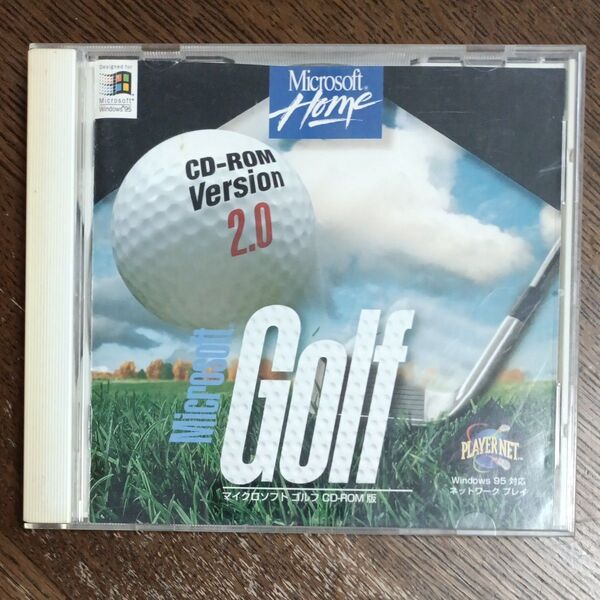 Designed for
Microsoft®
Windows®95
Microsoft®
Home
CD-ROM
Version
2.0
Microsoft
Golf
PLAYERNET™
Windows 95 対応
ネットワーク プレイ
マイクロソフト ゴルフ CD-ROM 版